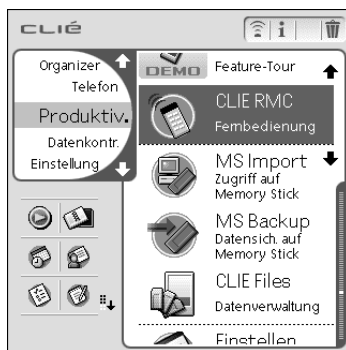 CLIÉ
Organizer
Telefon
Produktiv.
Datenkontr.
Einstellung
DEMO
Feature-Tour
CLIE RMC
Fernbedienung
MS Import
Zugriff auf
Memory Stick
MS Backup
Datensich. auf
Memory Stick
CLIE Files
Datenverwaltung
Einstellen